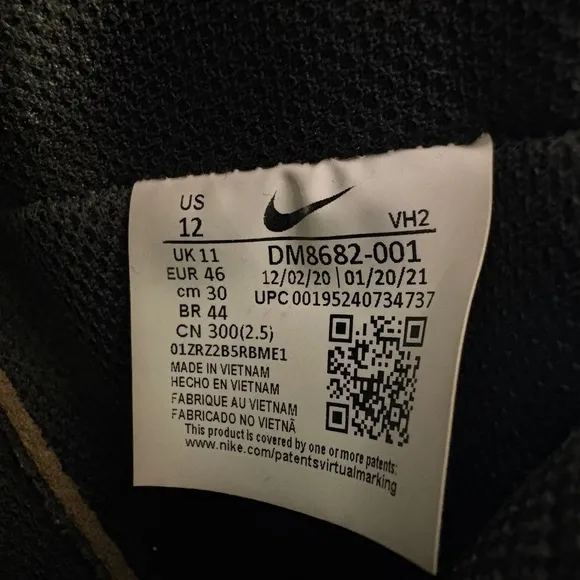 US
12
VH2
UK 11
DM8682-001
EUR 46
12/02/20 | 01/20/21
cm 30
UPC 00195240734737
BR 44
CN 300(2.5)
01ZRZ2B5RBME1
MADE IN VIETNAM
HECHO EN VIETNAM
FABRIQUE AU VIETNAM
FABRICADO NO VIETNÃ
This product is covered by one or more patents:
www.nike.com/patentsvirtualmarking